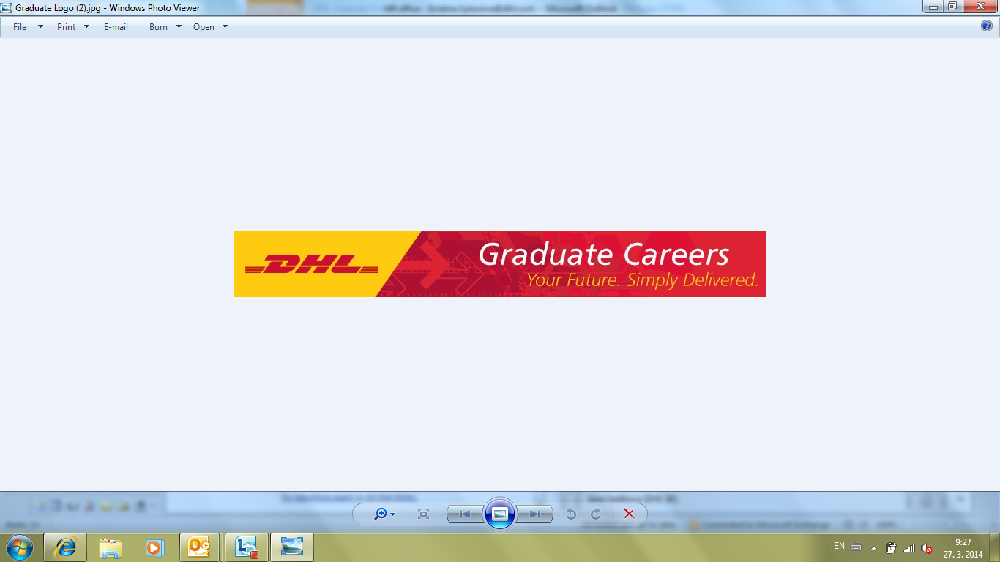 Graduate Logo (2).jpg - Windows Photo Viewer
File Print E-mail Burn Open
DHL
Graduate Careers
Your Future. Simply Delivered.
EN
9:27
27. 3. 2014